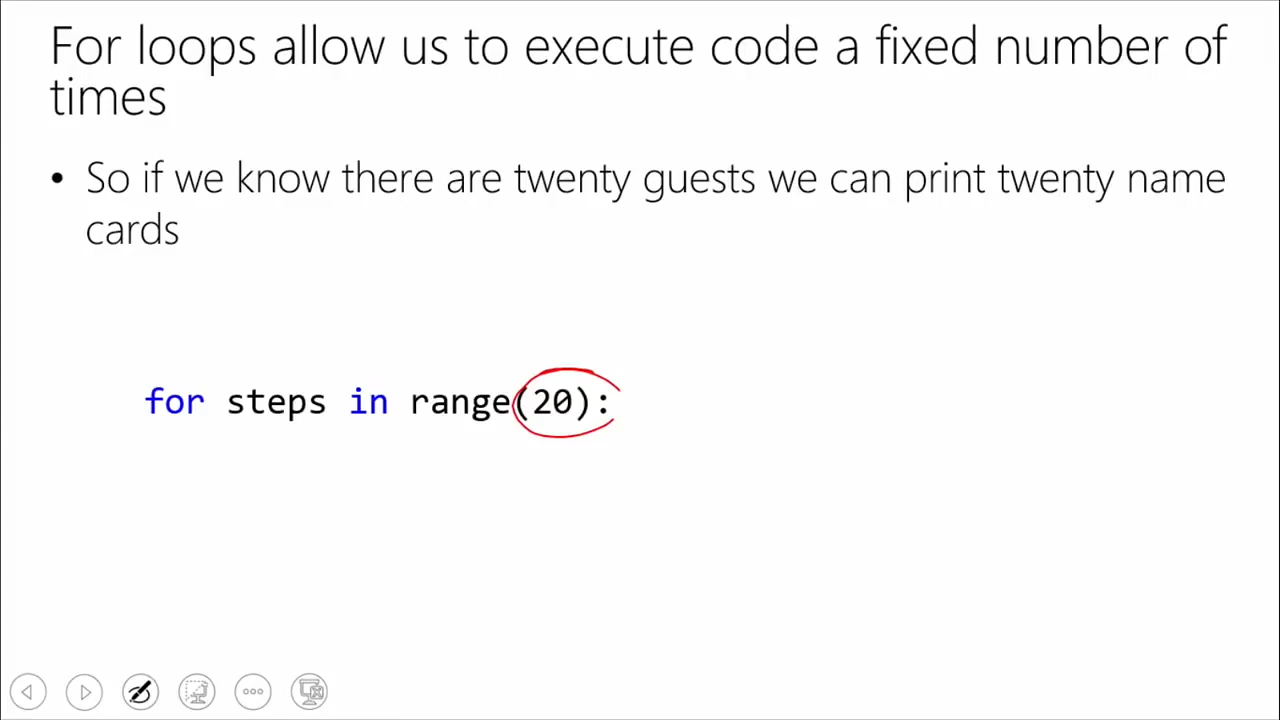 For loops allow us to execute code a fixed number of
times
• So if we know there are twenty guests we can print twenty name
cards
for steps in range(20):